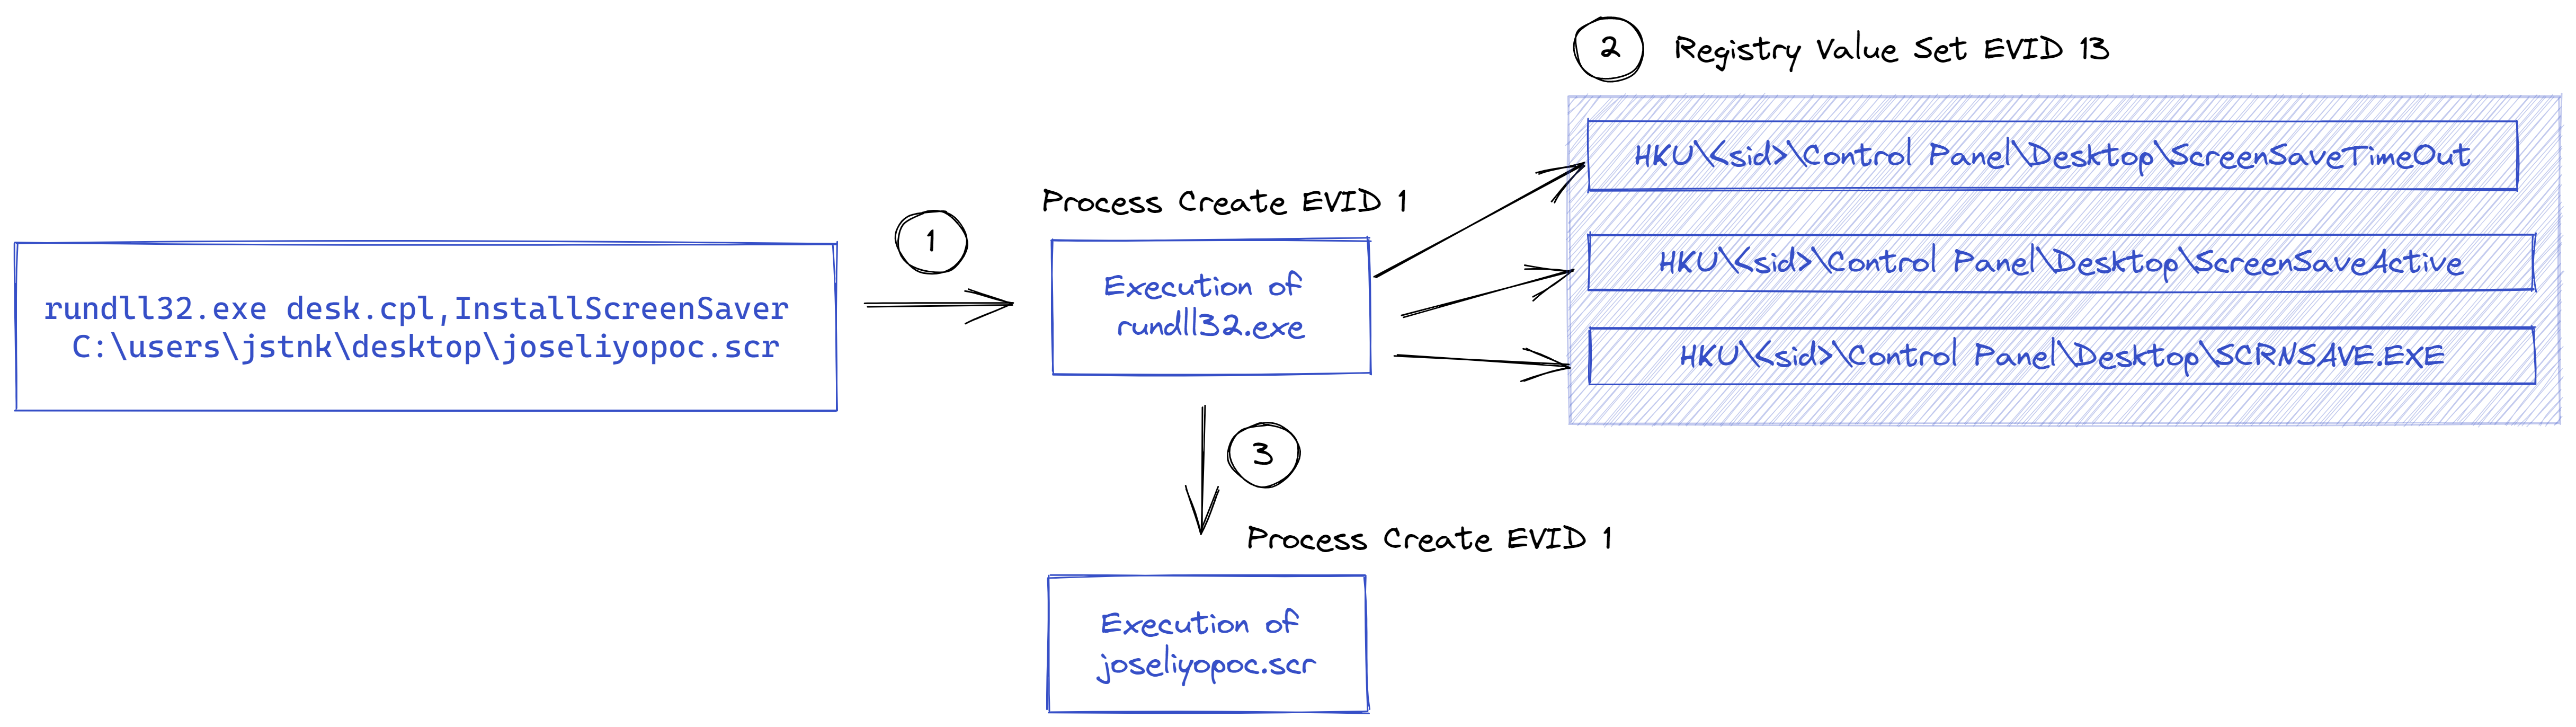 rundll32.exe desk.cpl,InstallScreenSaver
C:\users\jstnk\desktop\joseliyopoc.scr
1
Process Create EVID 1
Execution of
rundll32.exe
2
Registry Value Set EVID 13
HKU\<sid>\Control Panel\Desktop\ScreenSaveTimeOut
HKU\<sid>\Control Panel\Desktop\ScreenSaveActive
HKU\<sid>\Control Panel\Desktop\SCRNSAVE.EXE
3
Process Create EVID 1
Execution of
joseliyopoc.scr